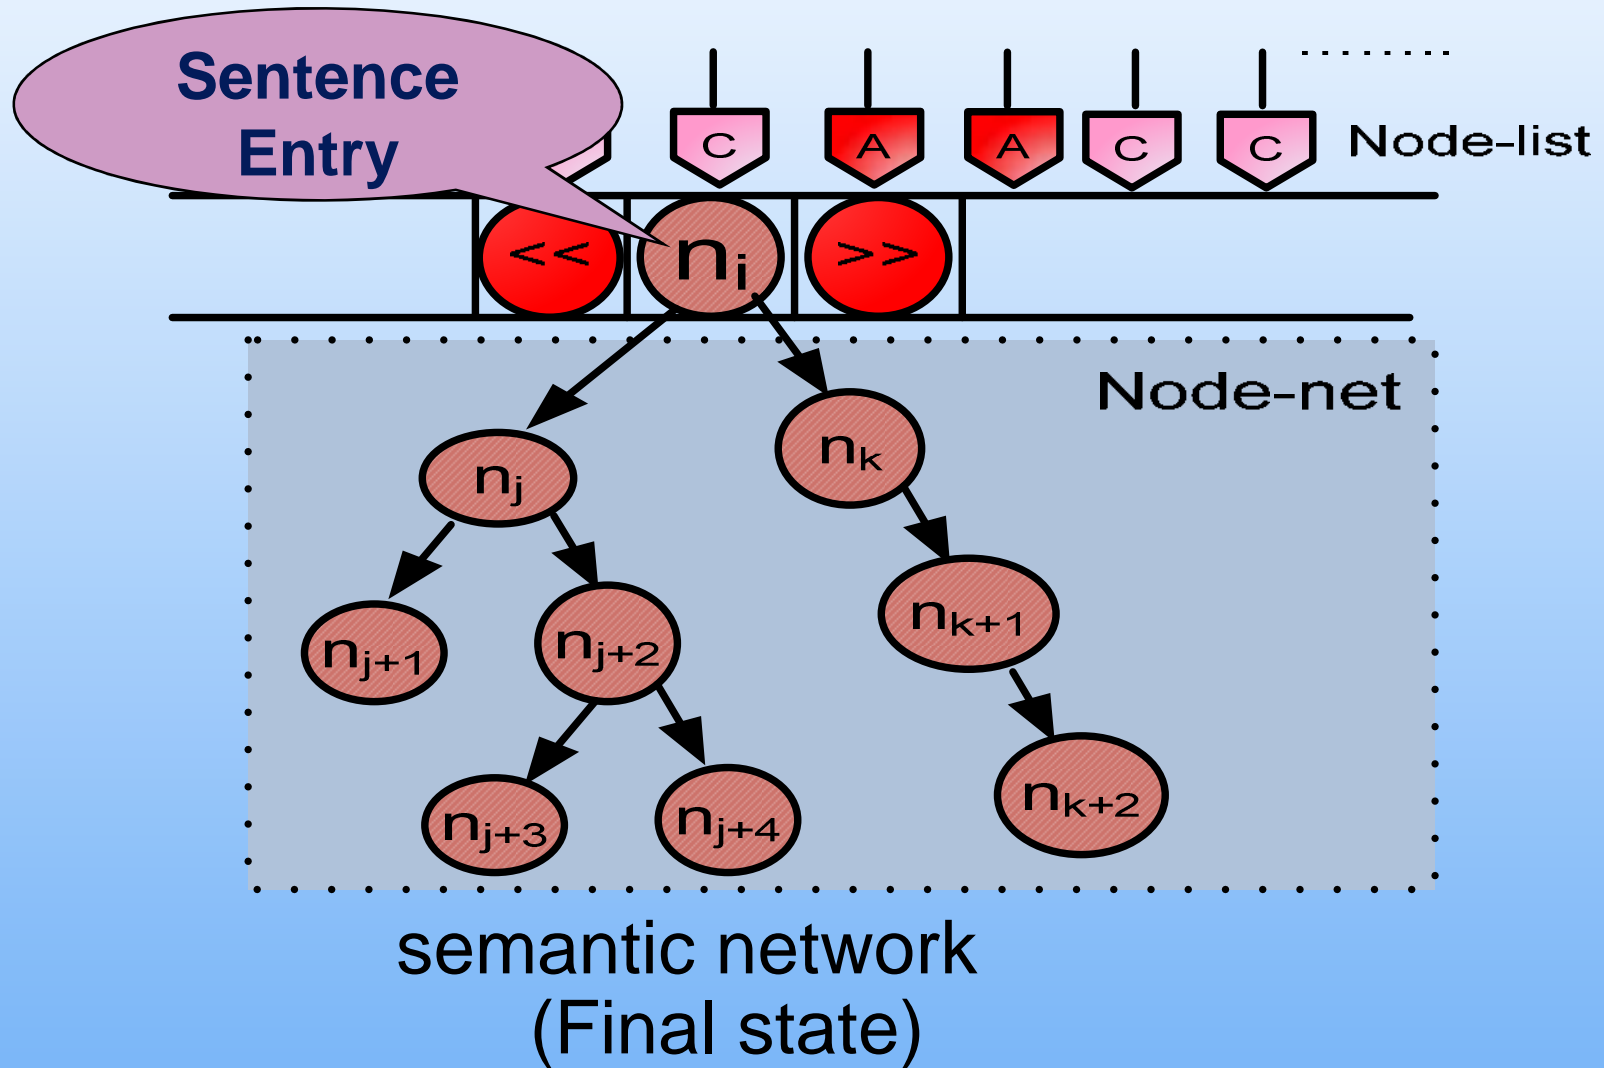 Sentence
Entry
C A A C C ........
Node-list
<< nᵢ >>
Node-net
nⱼ nₖ
nⱼ₊₁ nⱼ₊₂ nₖ₊₁
nⱼ₊₃ nⱼ₊₄ nₖ₊₂
semantic network
(Final state)